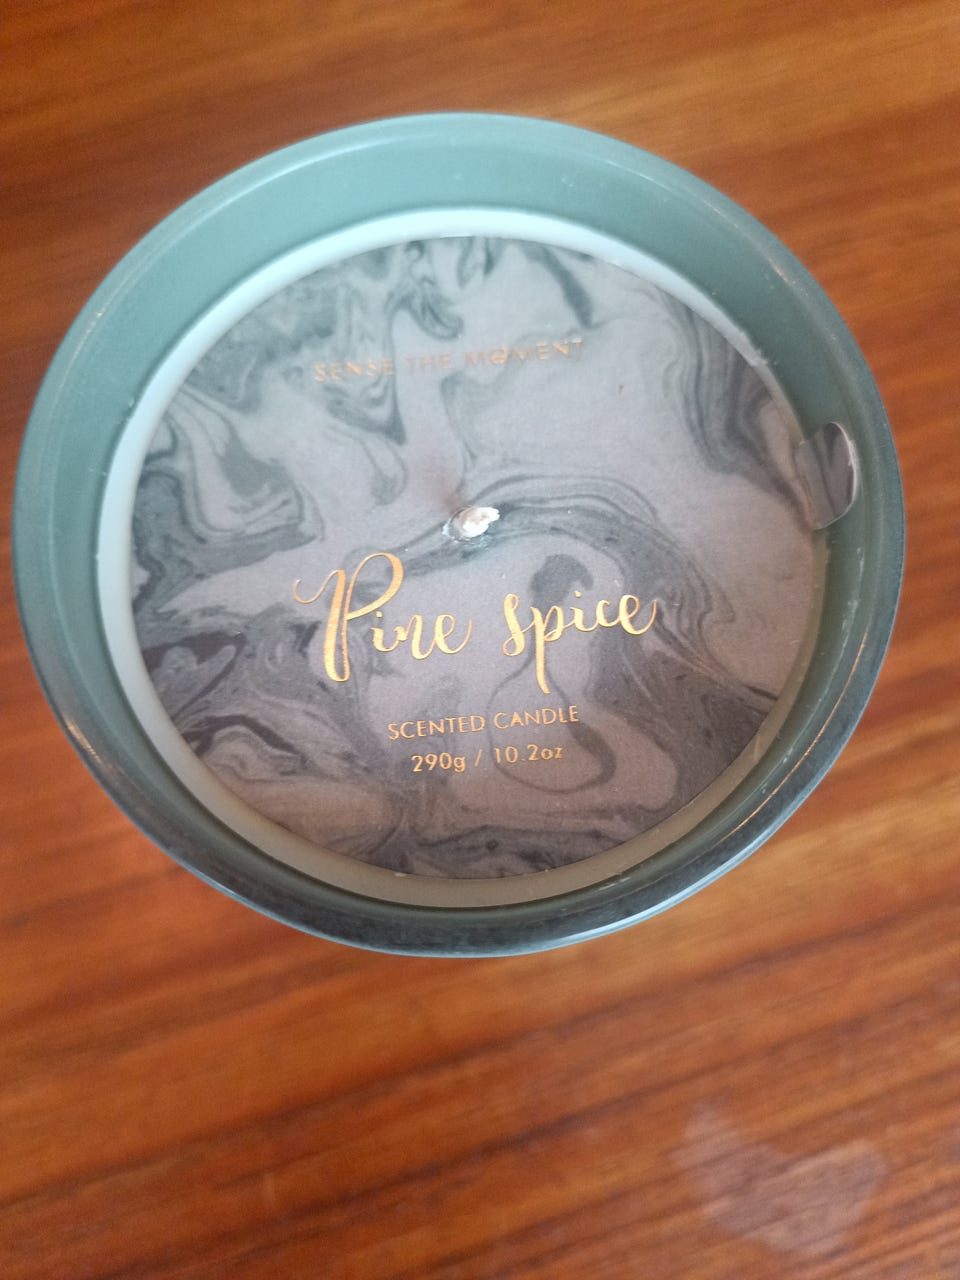 SENSE THE MOMENT
Pine spice
SCENTED CANDLE
290g / 10.2oz